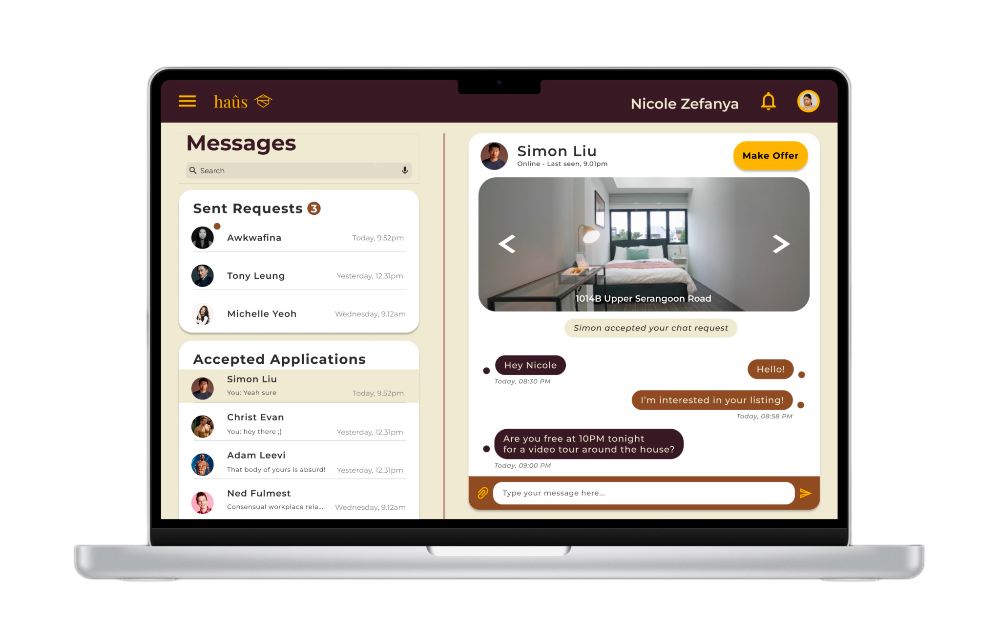 haûs
Nicole Zefanya
Messages
Search
Sent Requests 3
Awkwafina
Today, 9.52pm
Tony Leung
Yesterday, 12.31pm
Michelle Yeoh
Wednesday, 9.12am
Accepted Applications
Simon Liu
You: Yeah sure
Today, 9.52pm
Christ Evan
You: hey there ;)
Yesterday, 12.31pm
Adam Leevi
That body of yours is absurd!
Yesterday, 12.31pm
Ned Fulmest
Consensual workplace rela...
Wednesday, 9.12am
Simon Liu
Online - Last seen, 9.01pm
Make Offer
1014B Upper Serangoon Road
Simon accepted your chat request
Hey Nicole
Today, 08:30 PM
Hello!
I'm interested in your listing!
Today, 08:58 PM
Are you free at 10PM tonight
for a video tour around the house?
Today, 09:00 PM
Type your message here...